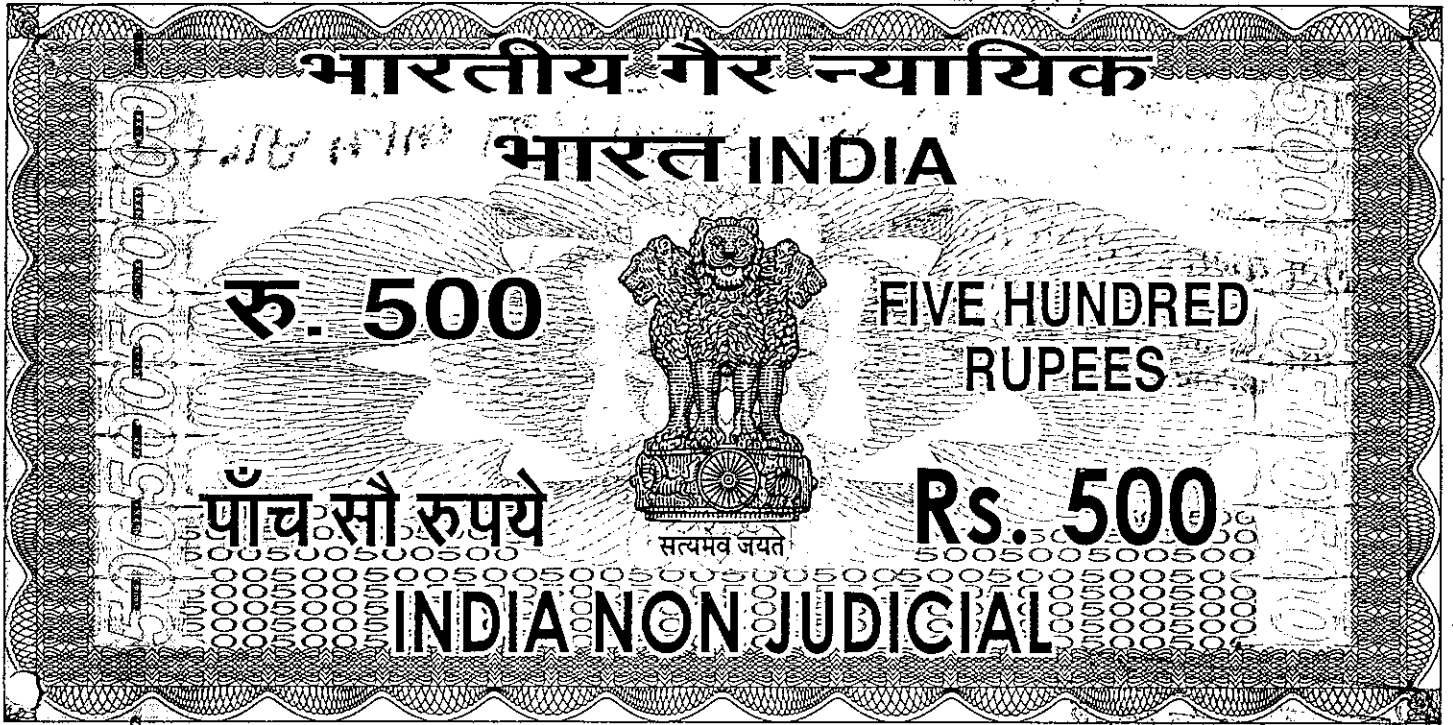 भारतीय गैर न्यायिक
भारत INDIA
रु. 500
FIVE HUNDRED
RUPEES
पाँच सौ रुपये
Rs. 500
सत्यमेव जयते
INDIA NON JUDICIAL